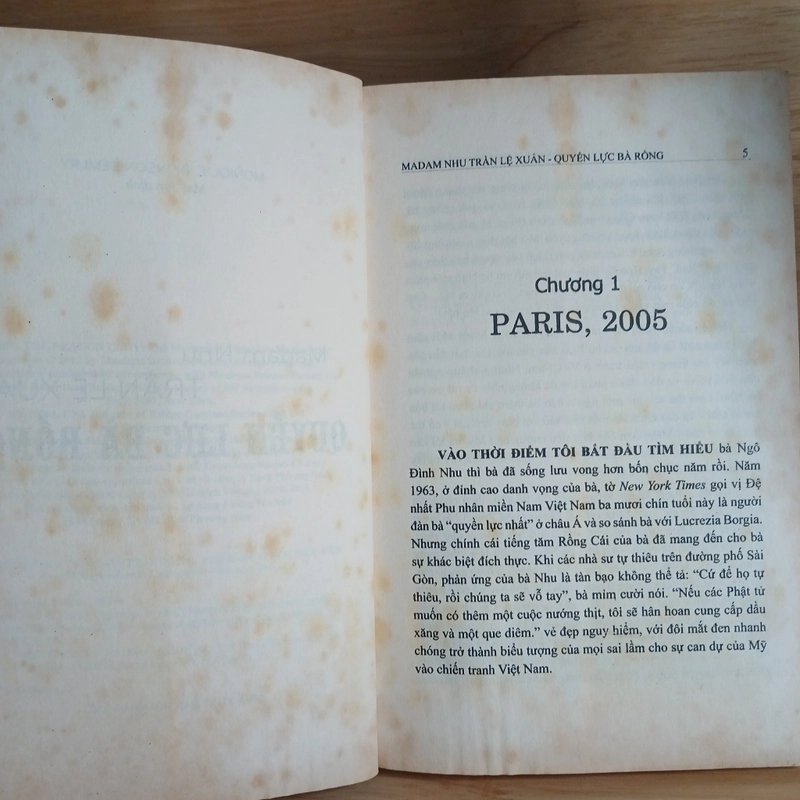 MADAM NHU TRẦN LỆ XUÂN - QUYỀN LỰC BÀ RỒNG 5
Chương 1
PARIS, 2005
VÀO THỜI ĐIỂM TÔI BẮT ĐẦU TÌM HIỂU bà Ngô
Đình Nhu thì bà đã sống lưu vong hơn bốn chục năm rồi. Năm
1963, ở đỉnh cao danh vọng của bà, tờ New York Times gọi vị Đệ
nhất Phu nhân miền Nam Việt Nam ba mươi chín tuổi này là người
đàn bà “quyền lực nhất” ở châu Á và so sánh bà với Lucrezia Borgia.
Nhưng chính cái tiếng tăm Rồng Cái của bà đã mang đến cho bà
sự khác biệt đích thực. Khi các nhà sư tự thiêu trên đường phố Sài
Gòn, phản ứng của bà Nhu là tàn bạo không thể tả: “Cứ để họ tự
thiêu, rồi chúng ta sẽ vỗ tay”, bà mỉm cười nói. “Nếu các Phật tử
muốn có thêm một cuộc nướng thịt, tôi sẽ hân hoan cung cấp dầu
xăng và một que diêm.” vẻ đẹp nguy hiểm, với đôi mắt đen nhanh
chóng trở thành biểu tượng của mọi sai lầm cho sự can dự của Mỹ
vào chiến tranh Việt Nam.